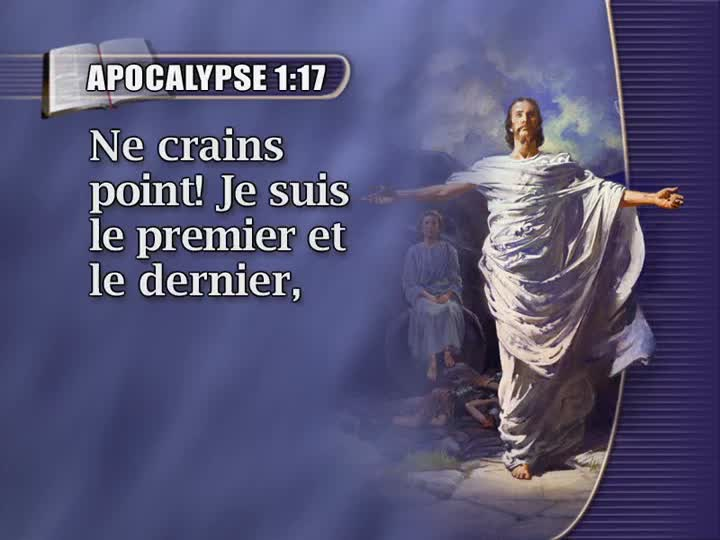 APOCALYPSE 1:17
Ne crains
point! Je suis
le premier et
le dernier,